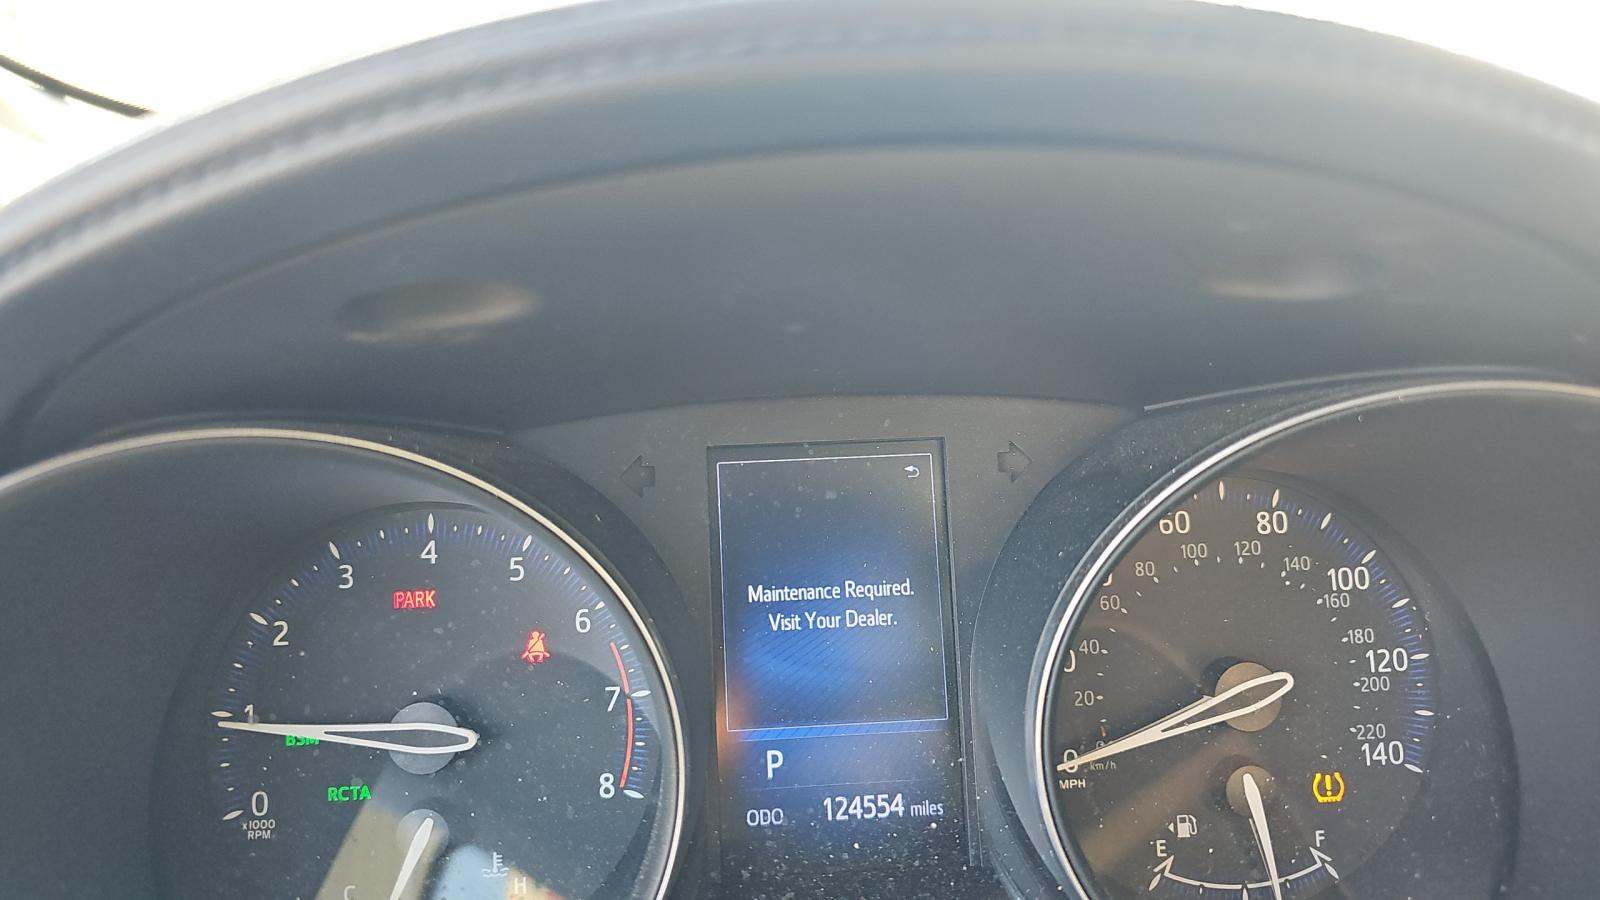 4
3
5
2
6
PARK
7
1
BSM
RCTA
0
8
x1000
RPM
C
H
Maintenance Required.
Visit Your Dealer.
P
ODO 124554 miles
60
80
100
120
80
140
100
60
160
40
180
120
20
200
220
140
0
0
km/h
MPH
E
F